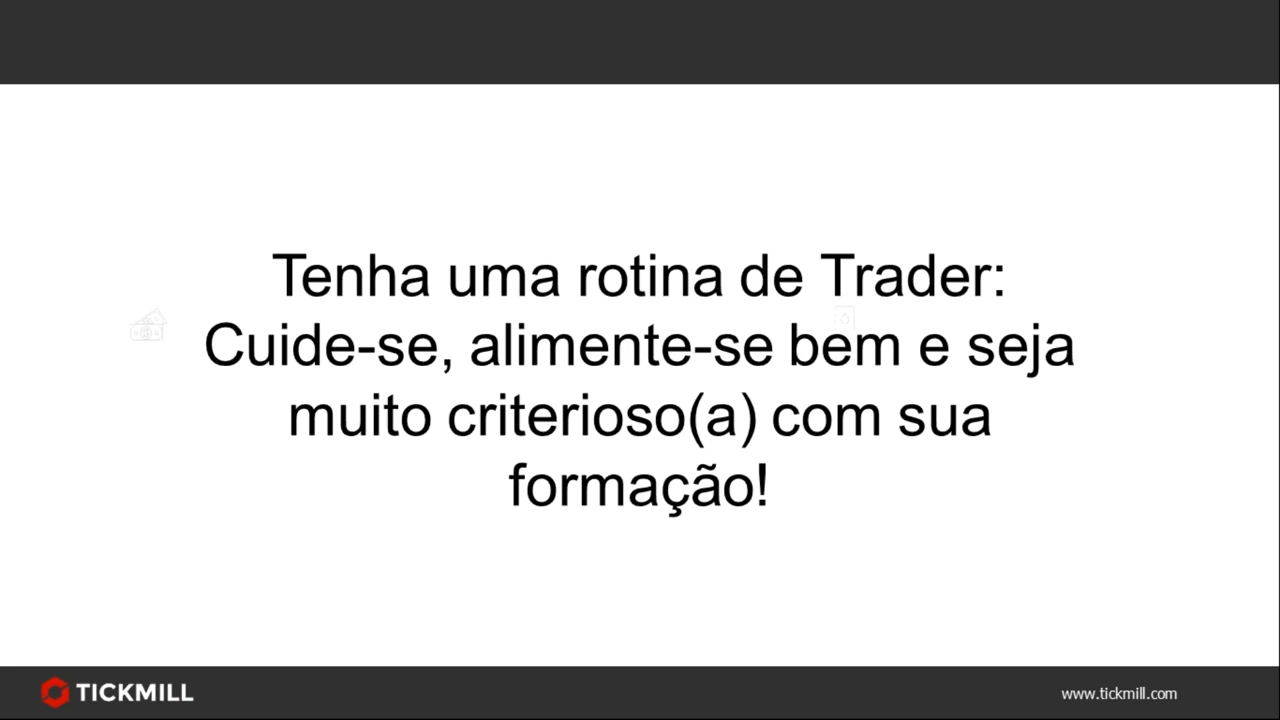 Tenha uma rotina de Trader:
Cuide-se, alimente-se bem e seja
muito criterioso(a) com sua
formação!
TICKMILL
www.tickmill.com